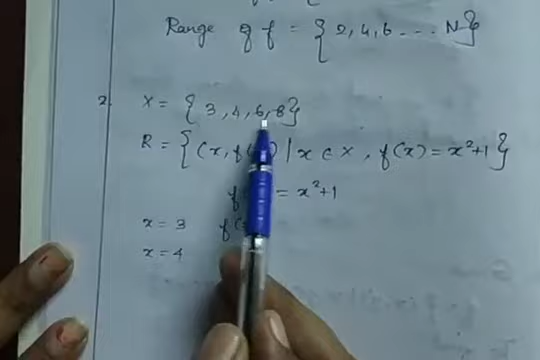 Range of f = {2, 4, 6 ... N}
2. X = {3, 4, 6, 8}
R = {(x, f( ) | x ∈ X, f(x) = x²+1}
f = x²+1
x = 3 f(
x = 4